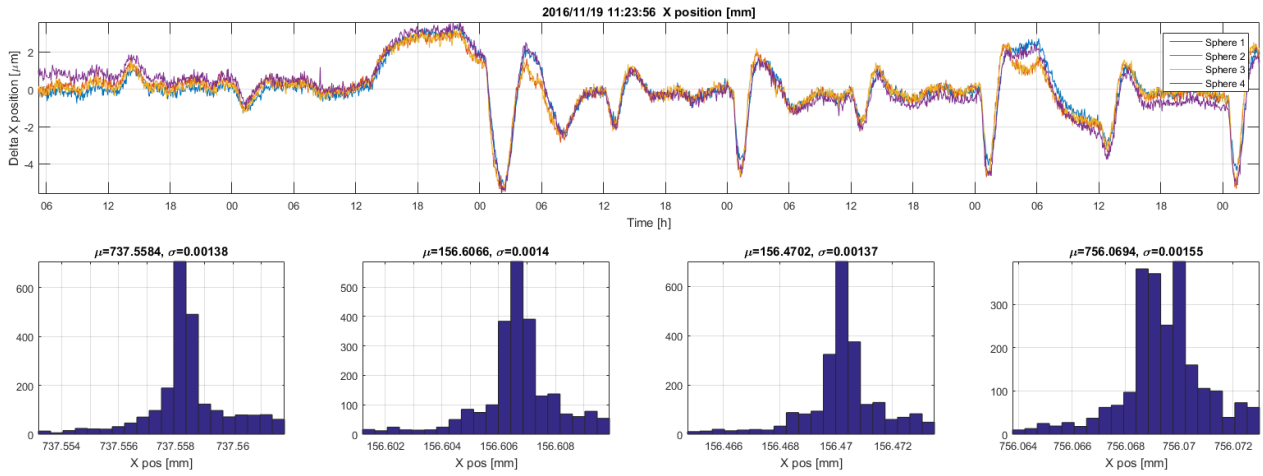 2016/11/19 11:23:56 X position [mm]
Delta X position [μm]
2
0
-2
-4
Sphere 1
Sphere 2
Sphere 3
Sphere 4
06 12 18 00 06 12 18 00 06 12 18 00 06 12 18 00 06 12 18 00
Time [h]
μ=737.5584, σ=0.00138
600
400
200
0
737.554 737.556 737.558 737.56
X pos [mm]
μ=156.6066, σ=0.0014
500
400
300
200
100
0
156.602 156.604 156.606 156.608
X pos [mm]
μ=156.4702, σ=0.00137
600
400
200
0
156.466 156.468 156.47 156.472
X pos [mm]
μ=756.0694, σ=0.00155
300
200
100
0
756.064 756.066 756.068 756.07 756.072
X pos [mm]